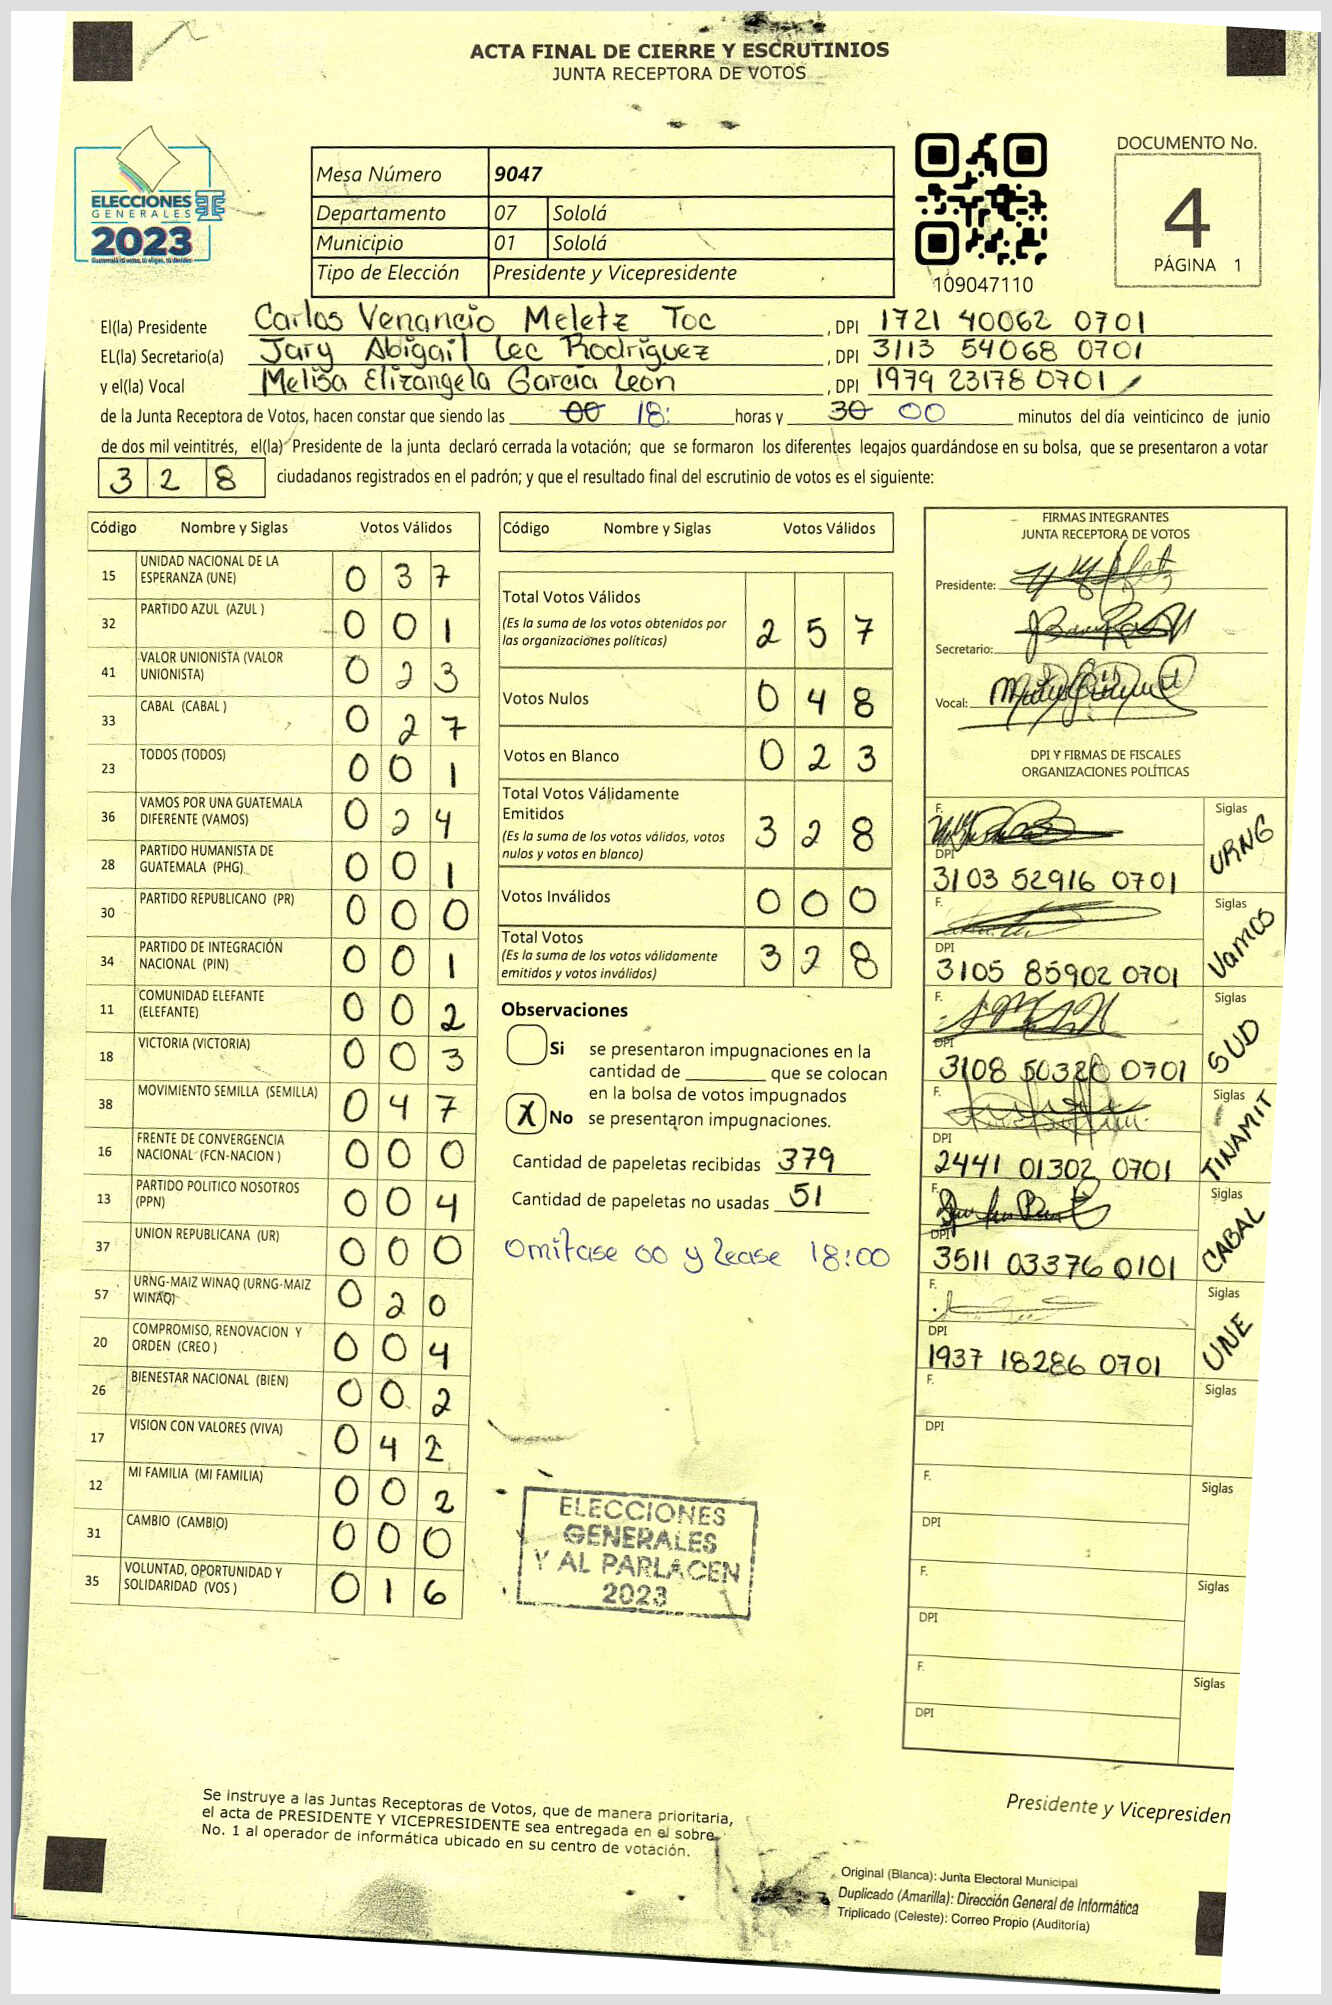 ACTA FINAL DE CIERRE Y ESCRUTINIOS
JUNTA RECEPTORA DE VOTOS
ELECCIONES
GENERALES
2023
Guatemala tú votas, tú eliges, tú decides
Mesa Número 9047
Departamento 07 Sololá
Municipio 01 Sololá
Tipo de Elección Presidente y Vicepresidente
109047110
DOCUMENTO No.
4
PÁGINA 1
El(la) Presidente Carlos Venancio Meletz Toc , DPI 1721 40062 0701
EL(la) Secretario(a) Jary Abigail Lec Rodríguez , DPI 3113 54068 0701
y el(la) Vocal Melisa Elizangela García León , DPI 1979 23178 0701
de la Junta Receptora de Votos, hacen constar que siendo las 00 18: horas y 30 00 minutos del día veinticinco de junio
de dos mil veintitrés, el(la) Presidente de la junta declaró cerrada la votación; que se formaron los diferentes legajos guardándose en su bolsa, que se presentaron a votar
3 2 8 ciudadanos registrados en el padrón; y que el resultado final del escrutinio de votos es el siguiente:
Código Nombre y Siglas Votos Válidos
15 UNIDAD NACIONAL DE LA ESPERANZA (UNE) 0 3 7
32 PARTIDO AZUL (AZUL ) 0 0 1
41 VALOR UNIONISTA (VALOR UNIONISTA) 0 2 3
33 CABAL (CABAL ) 0 2 7
23 TODOS (TODOS) 0 0 1
36 VAMOS POR UNA GUATEMALA DIFERENTE (VAMOS) 0 2 4
28 PARTIDO HUMANISTA DE GUATEMALA (PHG) 0 0 1
30 PARTIDO REPUBLICANO (PR) 0 0 0
34 PARTIDO DE INTEGRACIÓN NACIONAL (PIN) 0 0 1
11 COMUNIDAD ELEFANTE (ELEFANTE) 0 0 2
18 VICTORIA (VICTORIA) 0 0 3
38 MOVIMIENTO SEMILLA (SEMILLA) 0 4 7
16 FRENTE DE CONVERGENCIA NACIONAL (FCN-NACION ) 0 0 0
13 PARTIDO POLITICO NOSOTROS (PPN) 0 0 4
37 UNION REPUBLICANA (UR) 0 0 0
57 URNG-MAIZ WINAQ (URNG-MAIZ WINAQ) 0 2 0
20 COMPROMISO, RENOVACION Y ORDEN (CREO ) 0 0 4
26 BIENESTAR NACIONAL (BIEN) 0 0 2
17 VISION CON VALORES (VIVA) 0 4 2
12 MI FAMILIA (MI FAMILIA) 0 0 2
31 CAMBIO (CAMBIO) 0 0 0
35 VOLUNTAD, OPORTUNIDAD Y SOLIDARIDAD (VOS ) 0 1 6
Código Nombre y Siglas Votos Válidos
Total Votos Válidos
(Es la suma de los votos obtenidos por
las organizaciones políticas) 2 5 7
Votos Nulos 0 4 8
Votos en Blanco 0 2 3
Total Votos Válidamente
Emitidos
(Es la suma de los votos válidos, votos
nulos y votos en blanco) 3 2 8
Votos Inválidos 0 0 0
Total Votos
(Es la suma de los votos válidamente
emitidos y votos inválidos) 3 2 8
Observaciones
Si se presentaron impugnaciones en la
cantidad de ________ que se colocan
en la bolsa de votos impugnados
X No se presentaron impugnaciones.
Cantidad de papeletas recibidas 379
Cantidad de papeletas no usadas 51
Omitase 00 y lease 18:00
ELECCIONES
GENERALES
Y AL PARLACEN
2023
FIRMAS INTEGRANTES
JUNTA RECEPTORA DE VOTOS
Presidente:
Secretario:
Vocal:
DPI Y FIRMAS DE FISCALES
ORGANIZACIONES POLÍTICAS
F. Siglas URNG
DPI 3103 52916 0701
F. Siglas Vamos
DPI 3105 85902 0701
F. Siglas SUD
DPI 3108 50320 0701
F. Siglas TINAMIT
DPI 2441 01302 0701
F. Siglas CABAL
DPI 3511 03376 0101
F. Siglas UNE
DPI 1937 18286 0701
F. Siglas
DPI
F. Siglas
DPI
F. Siglas
DPI
F. Siglas
DPI
Se instruye a las Juntas Receptoras de Votos, que de manera prioritaria,
el acta de PRESIDENTE Y VICEPRESIDENTE sea entregada en el sobre
No. 1 al operador de informática ubicado en su centro de votación.
Presidente y Vicepresiden
Original (Blanca): Junta Electoral Municipal
Duplicado (Amarilla): Dirección General de Informática
Triplicado (Celeste): Correo Propio (Auditoría)